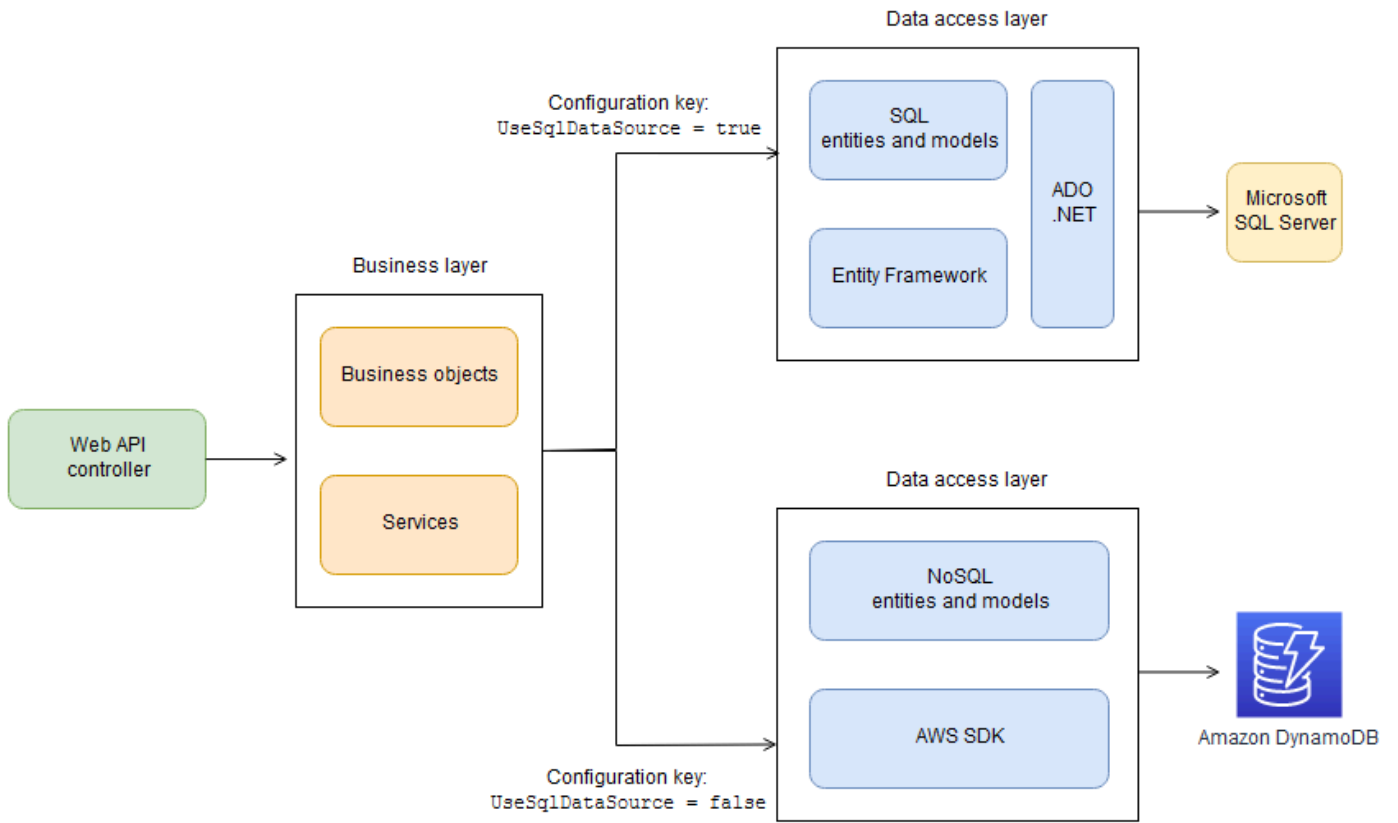 Data access layer
Configuration key:
UseSqlDataSource = true
SQL
entities and models
ADO
.NET
Entity Framework
Microsoft
SQL Server
Business layer
Business objects
Services
Web API
controller
Data access layer
NoSQL
entities and models
AWS SDK
Amazon DynamoDB
Configuration key:
UseSqlDataSource = false